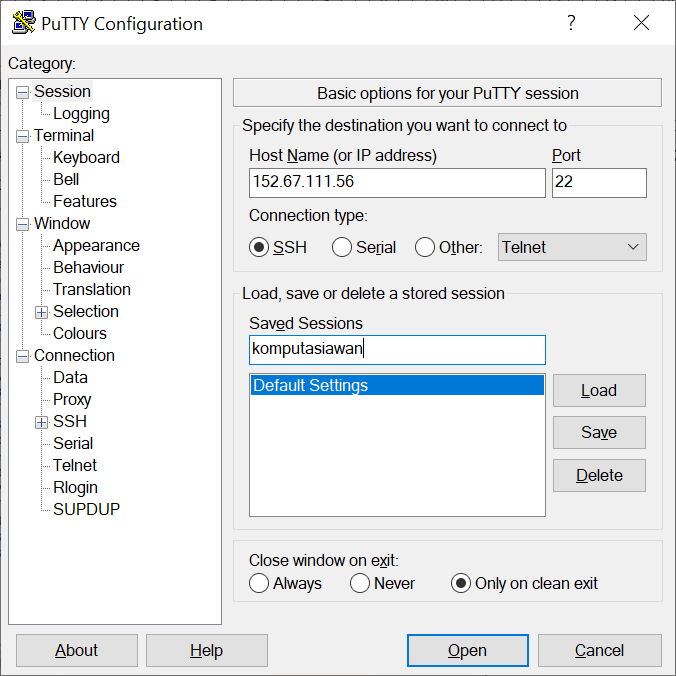 PuTTY Configuration ?
Category:
Session
Logging
Terminal
Keyboard
Bell
Features
Window
Appearance
Behaviour
Translation
Selection
Colours
Connection
Data
Proxy
SSH
Serial
Telnet
Rlogin
SUPDUP
Basic options for your PuTTY session
Specify the destination you want to connect to
Host Name (or IP address) Port
152.67.111.56 22
Connection type:
SSH Serial Other: Telnet
Load, save or delete a stored session
Saved Sessions
komputasiawan
Default Settings
Load
Save
Delete
Close window on exit:
Always Never Only on clean exit
About Help Open Cancel